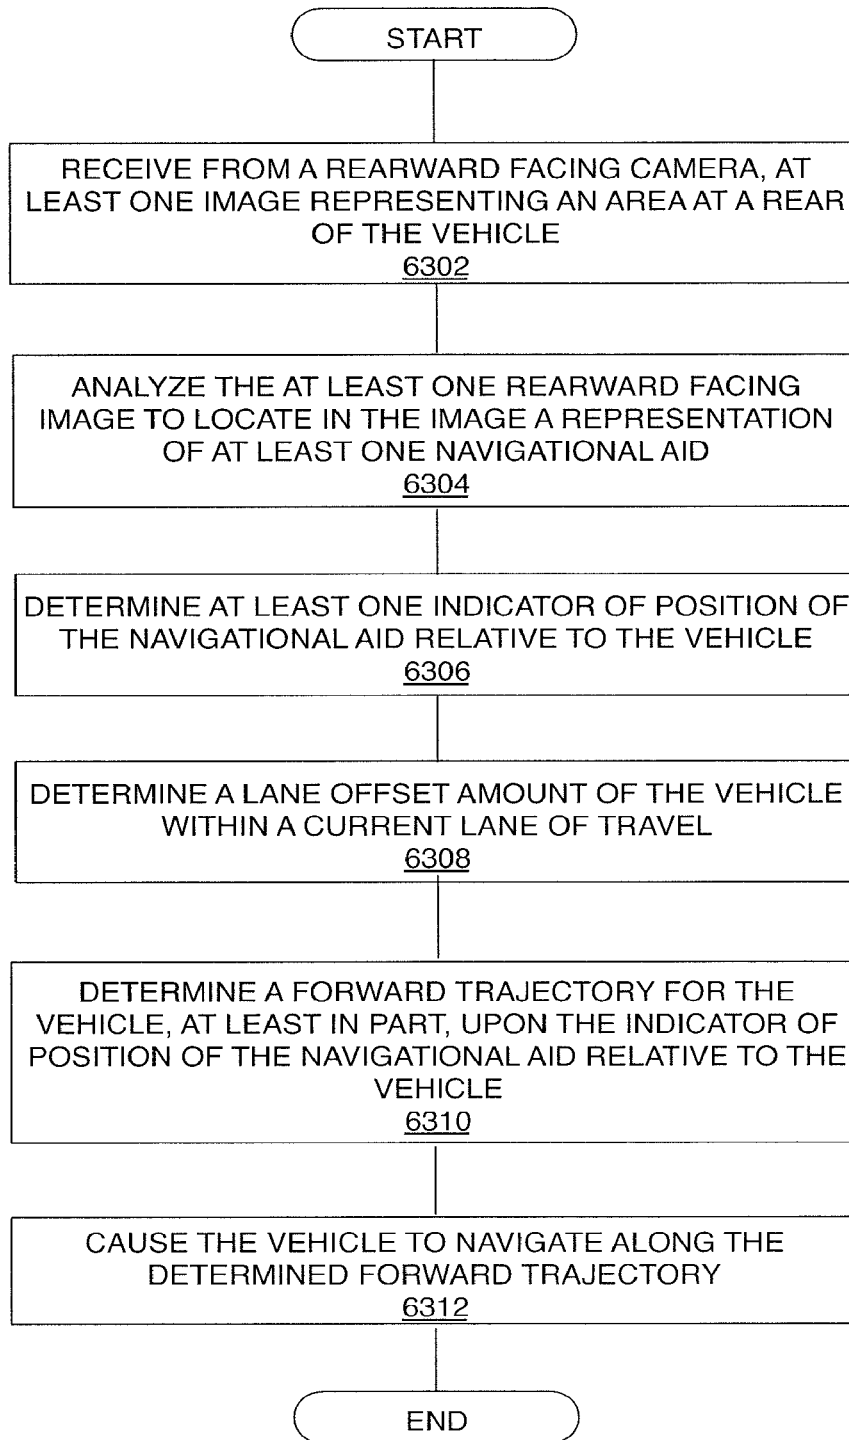 START
RECEIVE FROM A REARWARD FACING CAMERA, AT
LEAST ONE IMAGE REPRESENTING AN AREA AT A REAR
OF THE VEHICLE
6302
ANALYZE THE AT LEAST ONE REARWARD FACING
IMAGE TO LOCATE IN THE IMAGE A REPRESENTATION
OF AT LEAST ONE NAVIGATIONAL AID
6304
DETERMINE AT LEAST ONE INDICATOR OF POSITION OF
THE NAVIGATIONAL AID RELATIVE TO THE VEHICLE
6306
DETERMINE A LANE OFFSET AMOUNT OF THE VEHICLE
WITHIN A CURRENT LANE OF TRAVEL
6308
DETERMINE A FORWARD TRAJECTORY FOR THE
VEHICLE, AT LEAST IN PART, UPON THE INDICATOR OF
POSITION OF THE NAVIGATIONAL AID RELATIVE TO THE
VEHICLE
6310
CAUSE THE VEHICLE TO NAVIGATE ALONG THE
DETERMINED FORWARD TRAJECTORY
6312
END